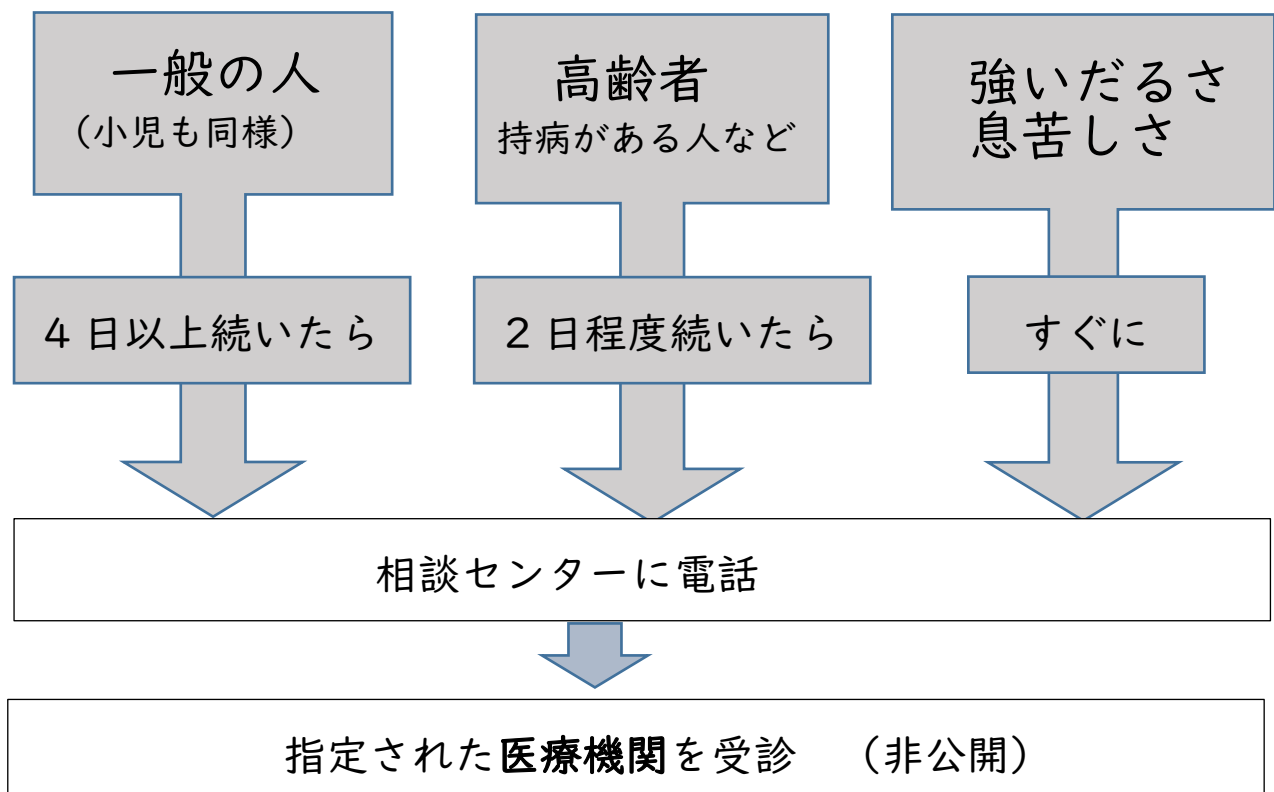 一般の人
（小児も同様）
高齢者
持病がある人など
強いだるさ
息苦しさ
４日以上続いたら
２日程度続いたら
すぐに
相談センターに電話
指定された医療機関を受診　（非公開）